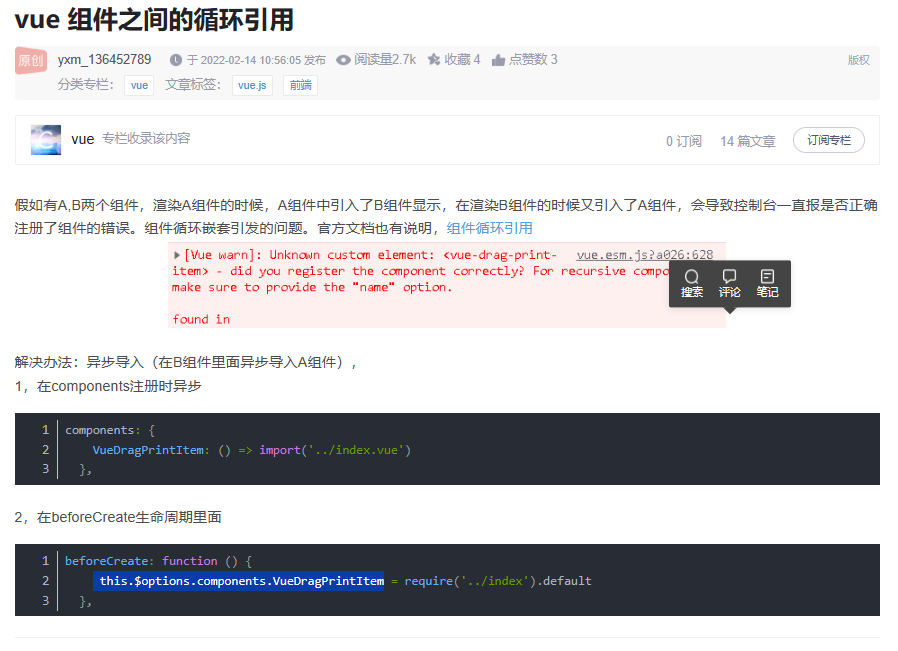 vue 组件之间的循环引用
原创 yxm_136452789 于 2022-02-14 10:56:05 发布 阅读量2.7k 收藏 4 点赞数 3 版权
分类专栏： vue 文章标签： vue.js 前端
vue 专栏收录该内容 0 订阅 14 篇文章 订阅专栏
假如有A,B两个组件，渲染A组件的时候，A组件中引入了B组件显示，在渲染B组件的时候又引入了A组件，会导致控制台一直报是否正确
注册了组件的错误。组件循环嵌套引发的问题。官方文档也有说明，组件循环引用
[Vue warn]: Unknown custom element: <vue-drag-print- vue.esm.js?a026:628
item> - did you register the component correctly? For recursive compo
make sure to provide the "name" option.
搜索 评论 笔记
found in
解决办法：异步导入（在B组件里面异步导入A组件），
1，在components注册时异步
1 components: {
2 VueDragPrintItem: () => import('../index.vue')
3 },
2，在beforeCreate生命周期里面
1 beforeCreate: function () {
2 this.$options.components.VueDragPrintItem = require('../index').default
3 },